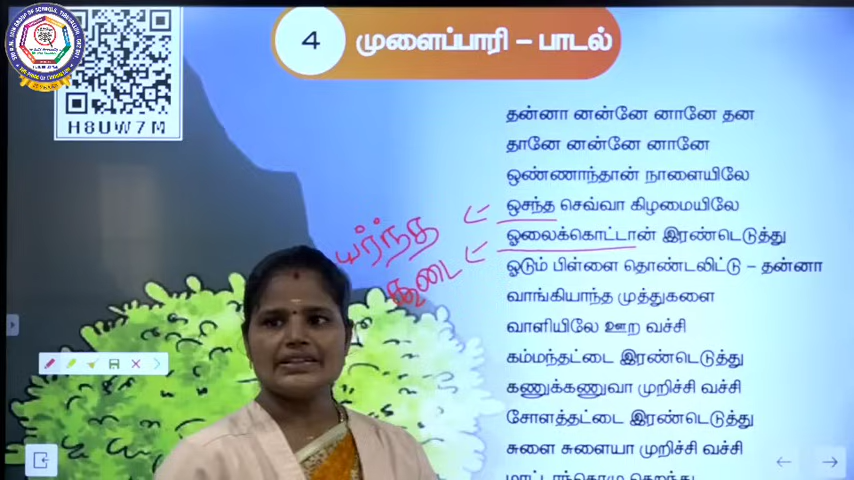 4
முளைப்பாரி – பாடல்
H8UW7M
தன்னா னன்னே னானே தன
தானே னன்னே னானே
ஒண்ணாந்தான் நாளையிலே
ஒசந்த செவ்வா கிழமையிலே
ஓலைக்கொட்டான் இரண்டெடுத்து
ஓடும் பிள்ளை தொண்டலிட்டு – தன்னா
வாங்கியாந்த முத்துகளை
வாளியிலே ஊற வச்சி
கம்மந்தட்டை இரண்டெடுத்து
கணுக்கணுவா முறிச்சி வச்சி
சோளத்தட்டை இரண்டெடுத்து
சுளை சுளையா முறிச்சி வச்சி
யர்ந்த
கூடை